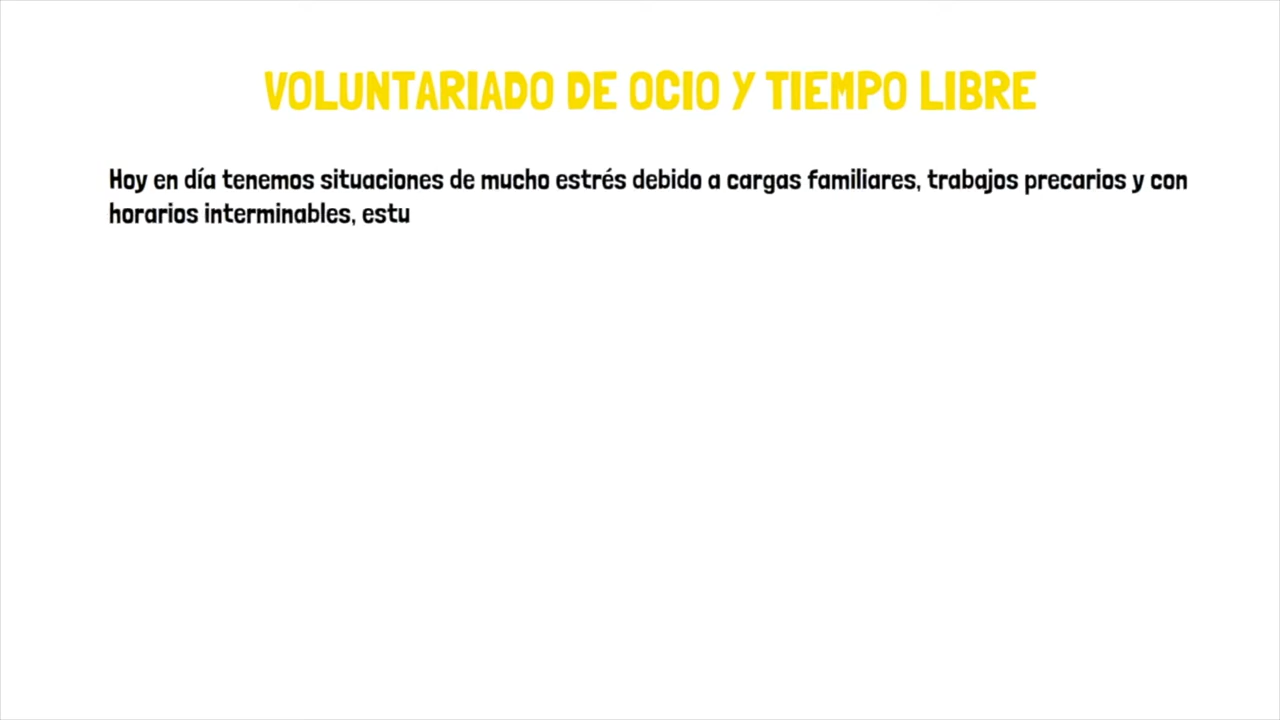 VOLUNTARIADO DE OCIO Y TIEMPO LIBRE
Hoy en día tenemos situaciones de mucho estrés debido a cargas familiares, trabajos precarios y con
horarios interminables, estu